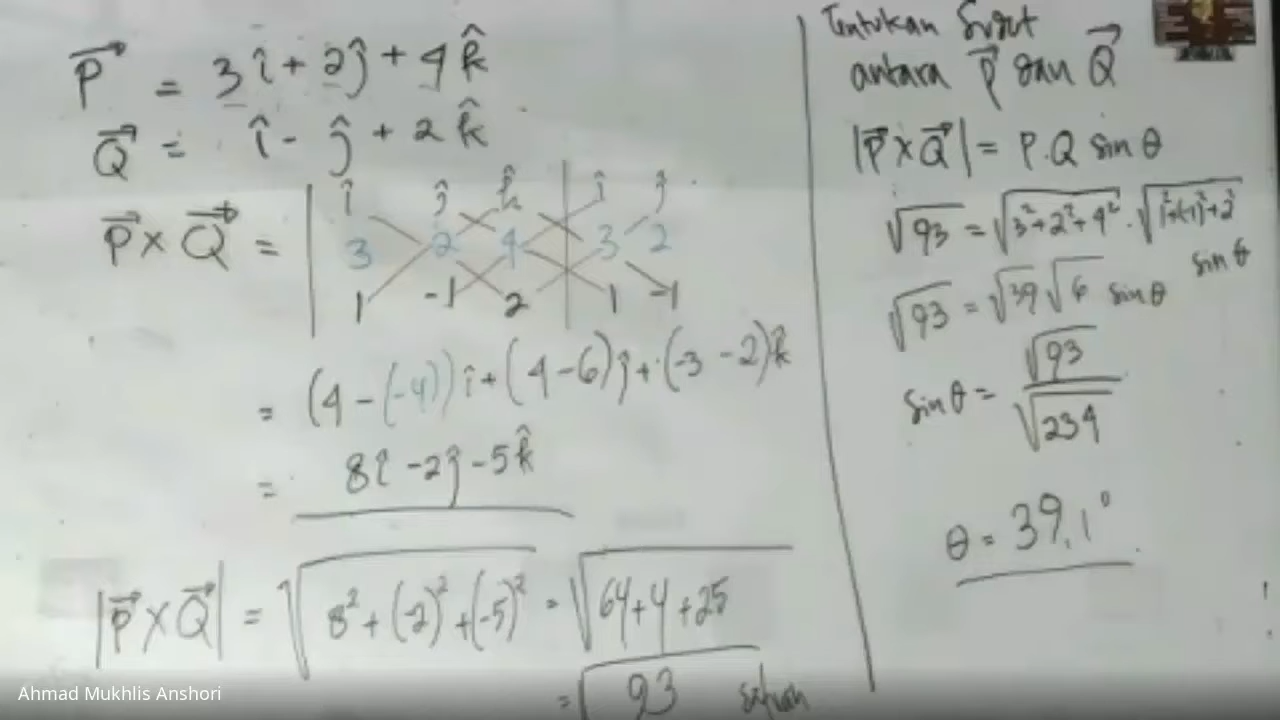 P⃗ = 3î + 2ĵ + 4k̂
Q⃗ = î - ĵ + 2k̂
P⃗ × Q⃗ = | î ĵ k̂ | î ĵ
3 2 4 3 2
1 -1 2 1 -1
= (4 - (-4)) î + (4 - 6) ĵ + (-3 - 2) k̂
= 8î - 2ĵ - 5k̂
|P⃗ × Q⃗| = √(8² + (-2)² + (-5)²) = √(64 + 4 + 25)
= √93 satuan
Tentukan Sudut
antara P⃗ dan Q⃗
|P⃗ × Q⃗| = P.Q sin θ
√93 = √(3² + 2² + 4²) . √(1² + (-1)² + 2²)
sin θ
√93 = √39 √6 sin θ
sin θ = √93 / √234
θ = 39,1°
Ahmad Mukhlis Anshori